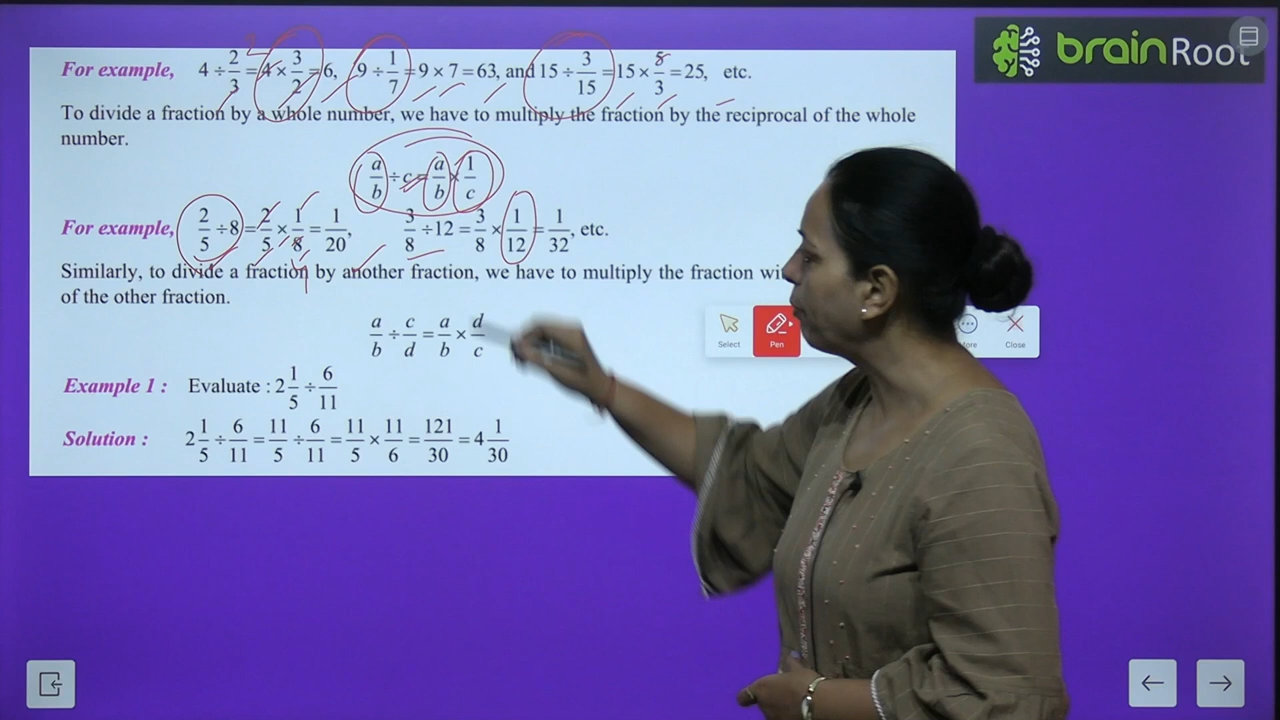 For example, 4 ÷ 2/3 = 4 × 3/2 = 6, 9 ÷ 1/7 = 9 × 7 = 63, and 15 ÷ 3/15 = 15 × 5/3 = 25, etc.
To divide a fraction by a whole number, we have to multiply the fraction by the reciprocal of the whole
number.
a/b ÷ c = a/b × 1/c
For example, 2/5 ÷ 8 = 2/5 × 1/8 = 1/20, 3/8 ÷ 12 = 3/8 × 1/12 = 1/32, etc.
4
Similarly, to divide a fraction by another fraction, we have to multiply the fraction wi
of the other fraction.
a/b ÷ c/d = a/b × d/c
Example 1 : Evaluate : 2 1/5 ÷ 6/11
Solution : 2 1/5 ÷ 6/11 = 11/5 ÷ 6/11 = 11/5 × 11/6 = 121/30 = 4 1/30
brainRoot
Select
Pen
ore
Close